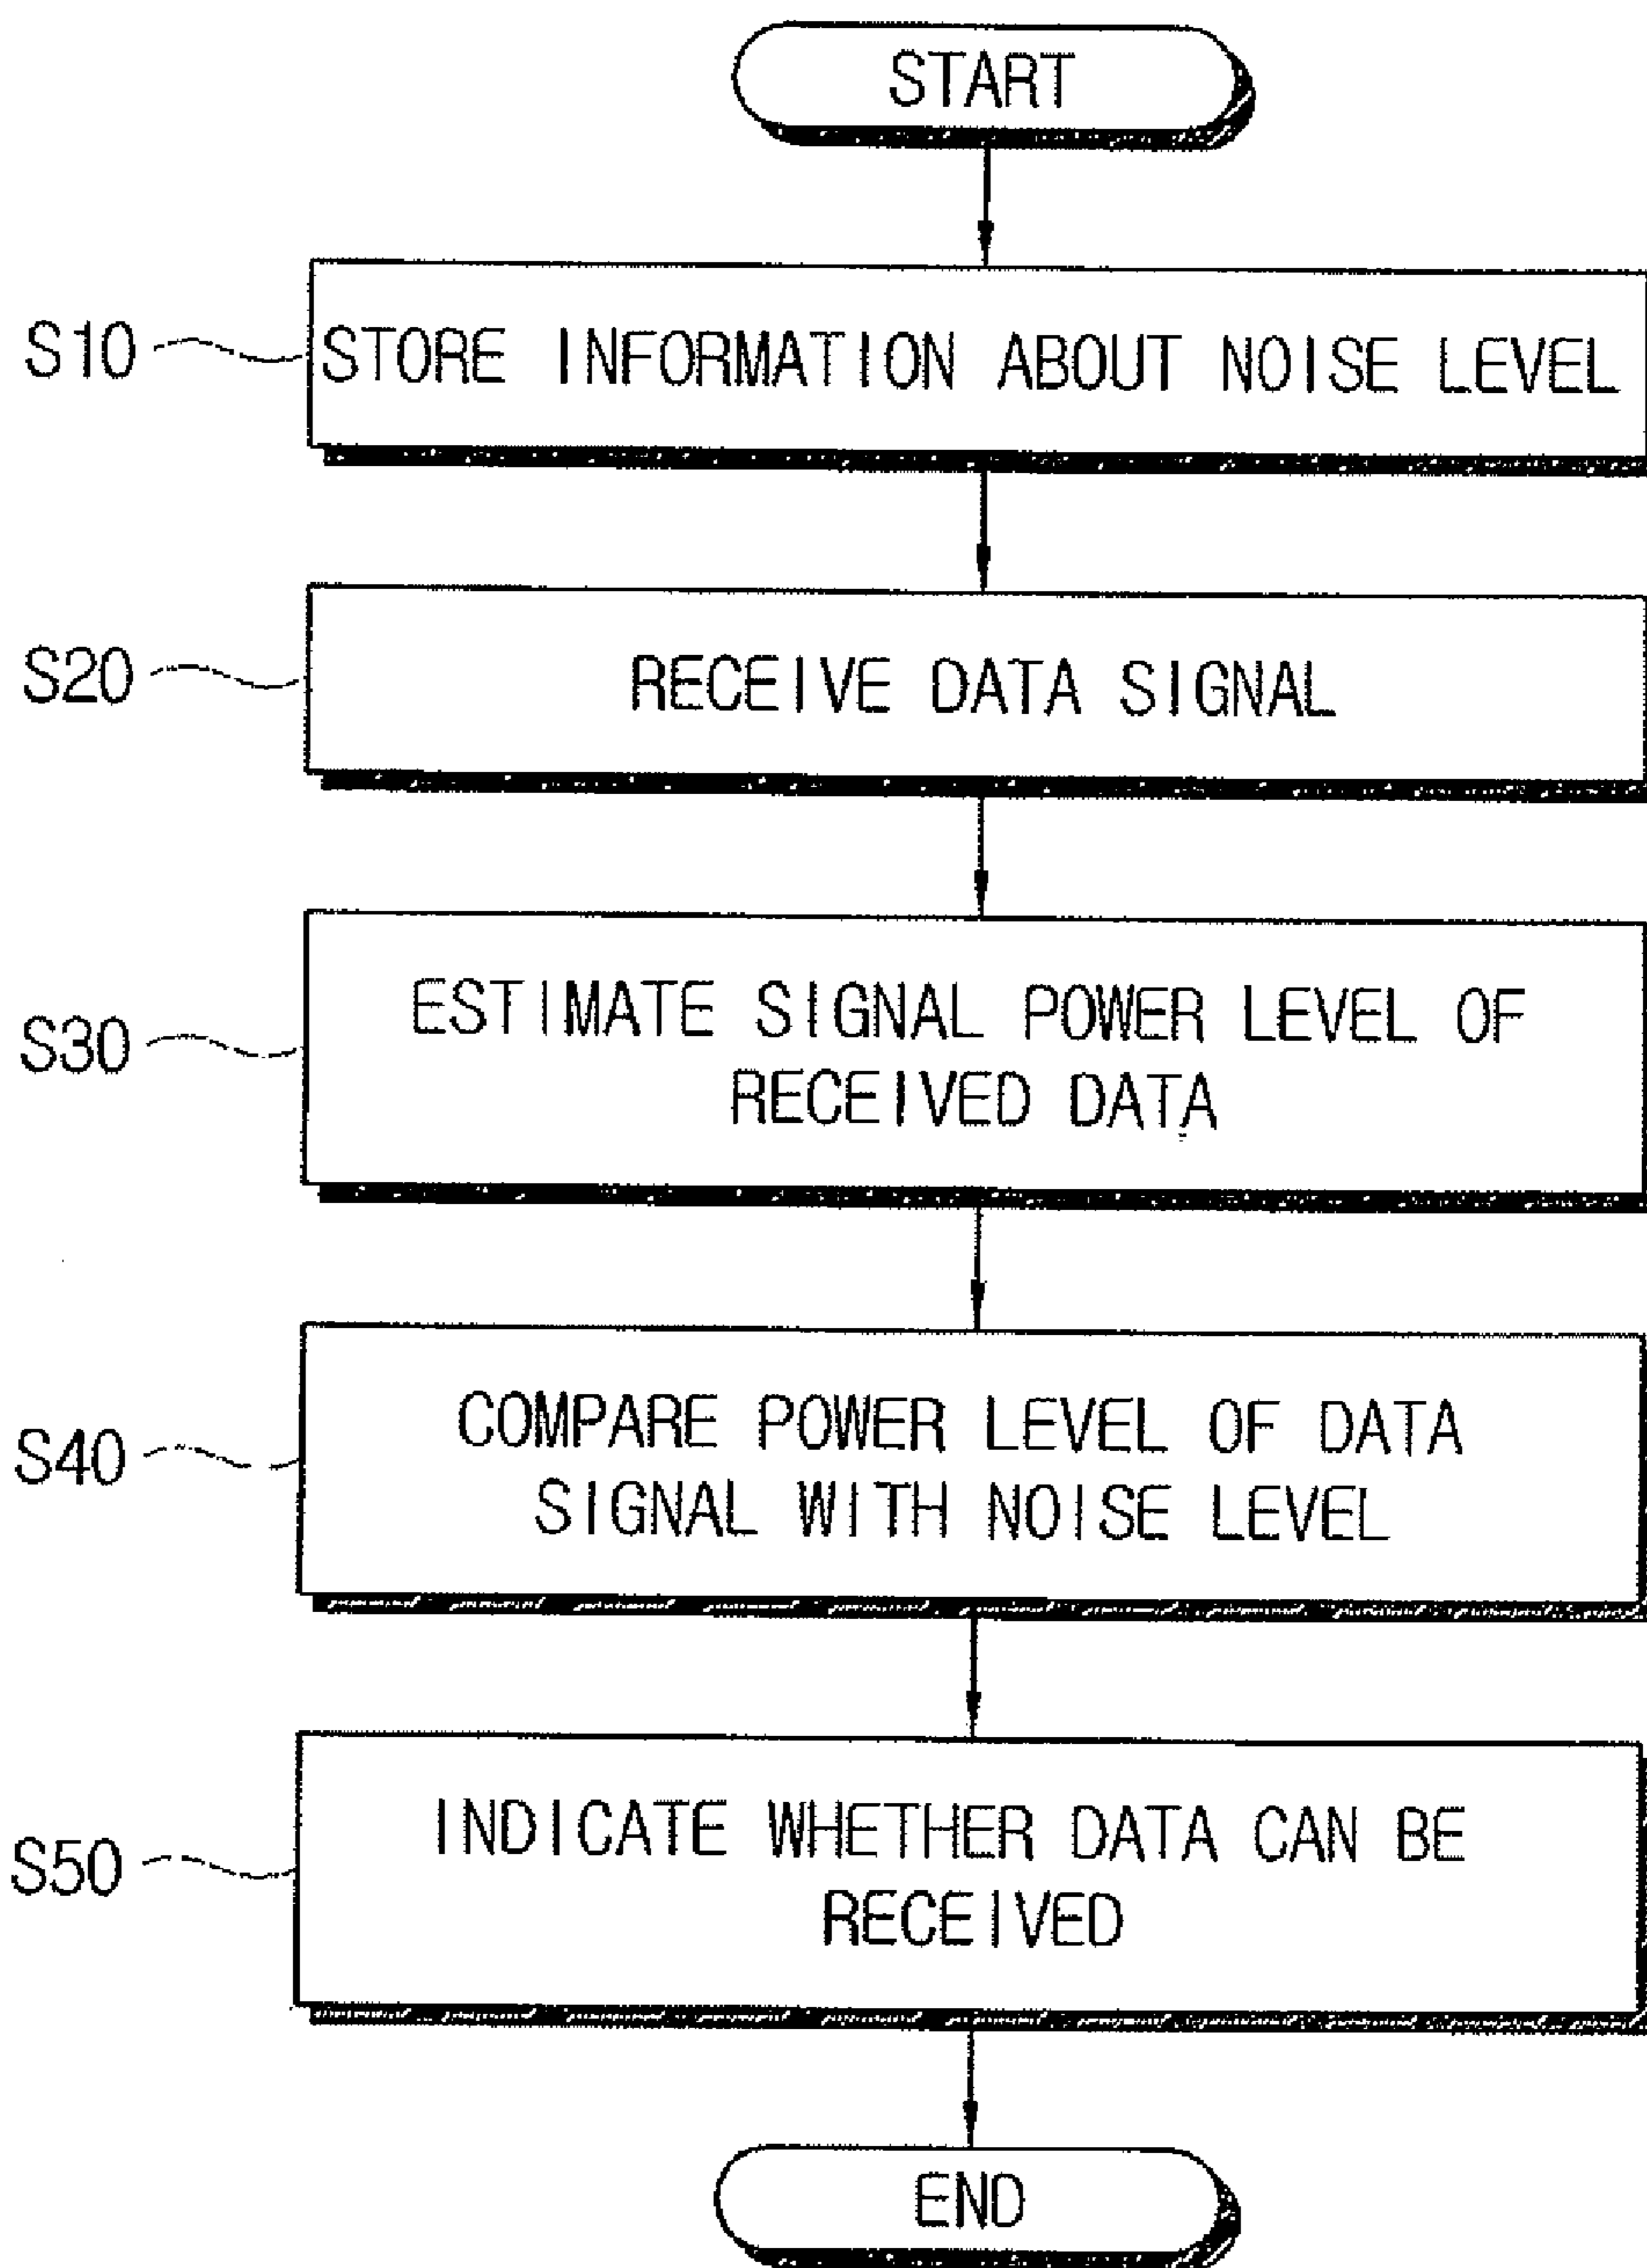 START
S10
STORE INFORMATION ABOUT NOISE LEVEL
S20
RECEIVE DATA SIGNAL
S30
ESTIMATE SIGNAL POWER LEVEL OF
RECEIVED DATA
S40
COMPARE POWER LEVEL OF DATA
SIGNAL WITH NOISE LEVEL
S50
INDICATE WHETHER DATA CAN BE
RECEIVED
END